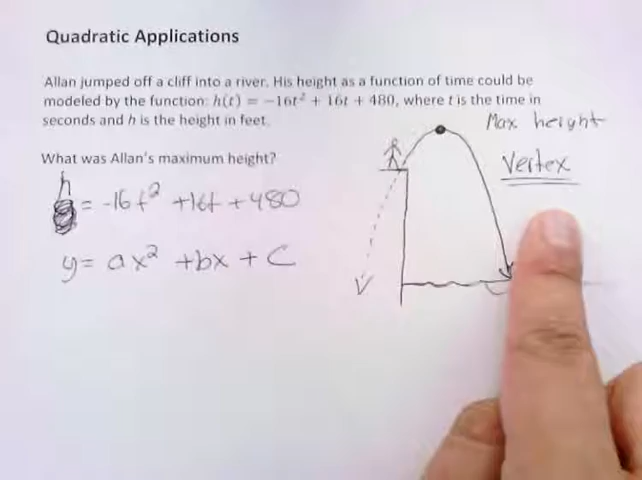 Quadratic Applications
Allan jumped off a cliff into a river. His height as a function of time could be
modeled by the function: h(t) = −16t² + 16t + 480, where t is the time in
seconds and h is the height in feet.
Max height
What was Allan's maximum height?
Vertex
h = -16t² +16t +480
y = ax² +bx + C